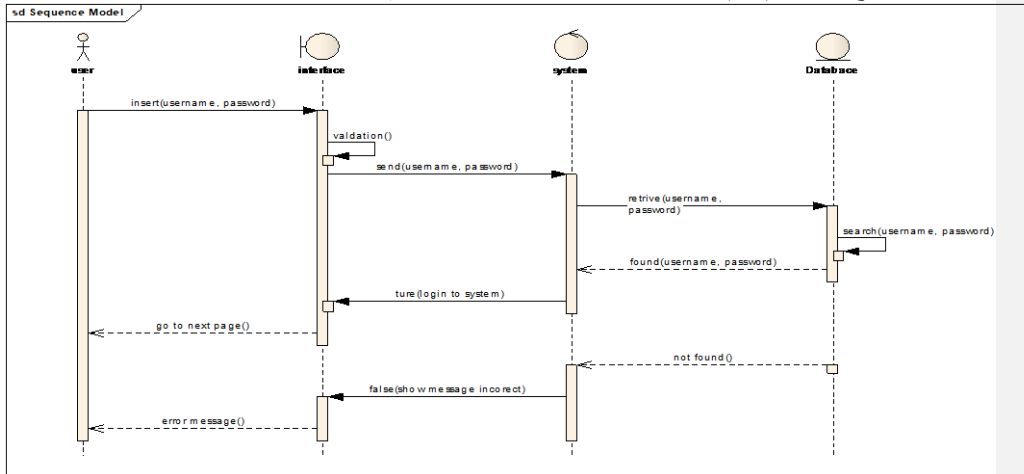 sd Sequence Model
user
interface
system
Database
insert(username, password)
valdation()
send(username, password)
retrive(username,
password)
search(username, password)
found(username, password)
ture(login to system)
go to next page()
not found()
false(show message incorect)
error message()